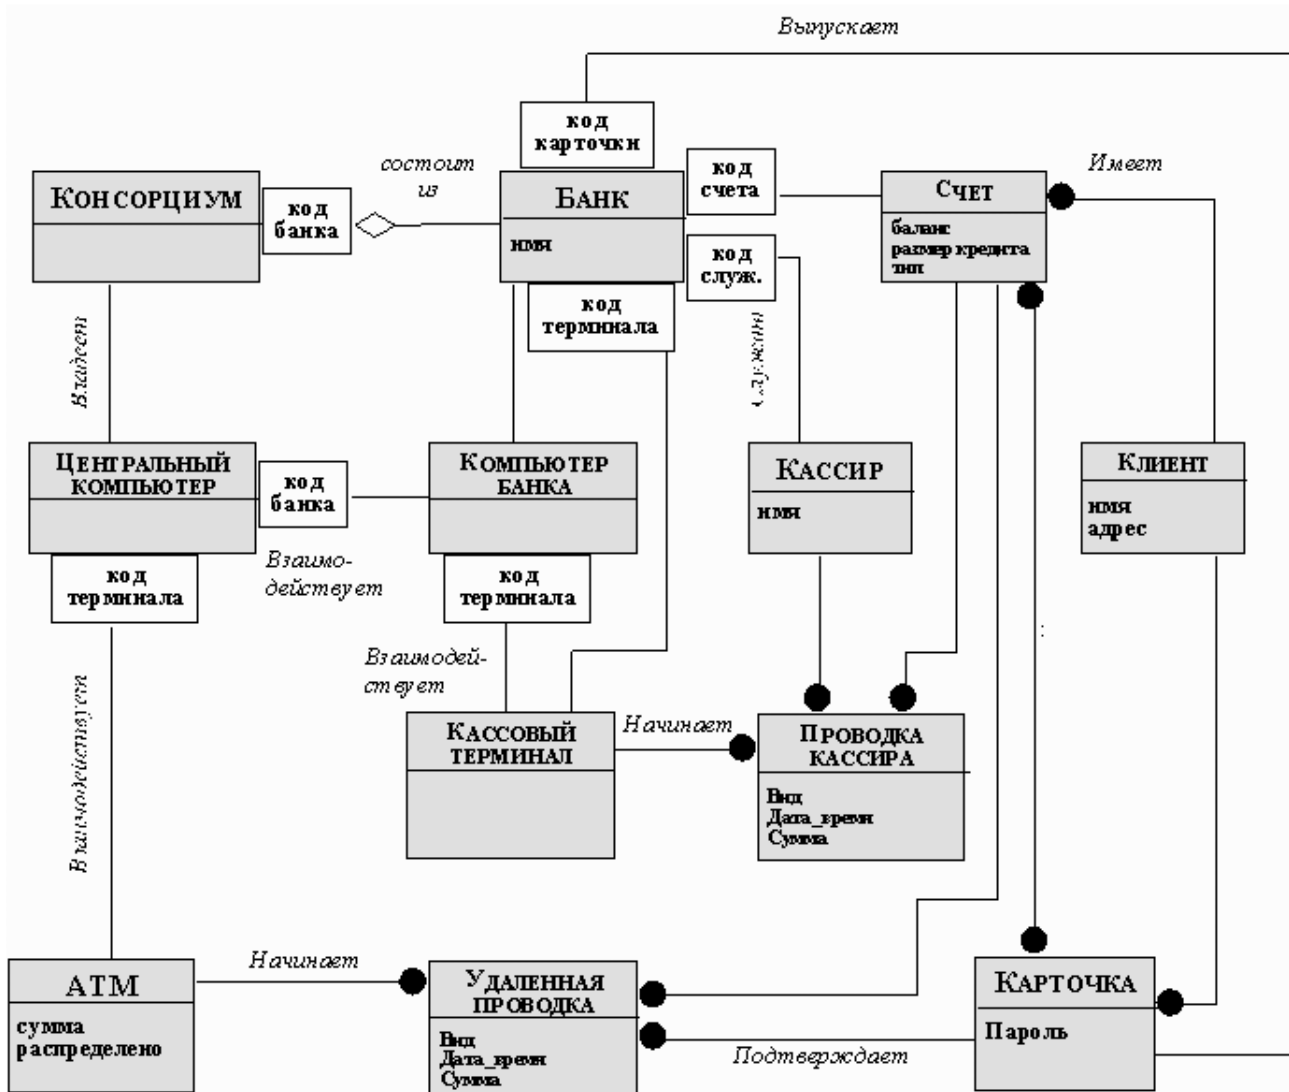 Выпускает
код
карточки
состоит
из
код
счета
Имеет
Консорциум
код
банка
Банк
имя
код
служ.
Счет
баланс
размер кредита
тип
код
терминала
Владеет
Служит
Центральный
компьютер
код
банка
Компьютер
банка
Кассир
имя
Клиент
имя
адрес
код
терминала
Взаимо-
действует
код
терминала
:
Взаимодействует
Взаимодей-
ствует
Кассовый
терминал
Начинает
Проводка
кассира
Вид
Дата_время
Сумма
АТМ
сумма
распределено
Начинает
Удаленная
проводка
Вид
Дата_время
Сумма
Подтверждает
Карточка
Пароль